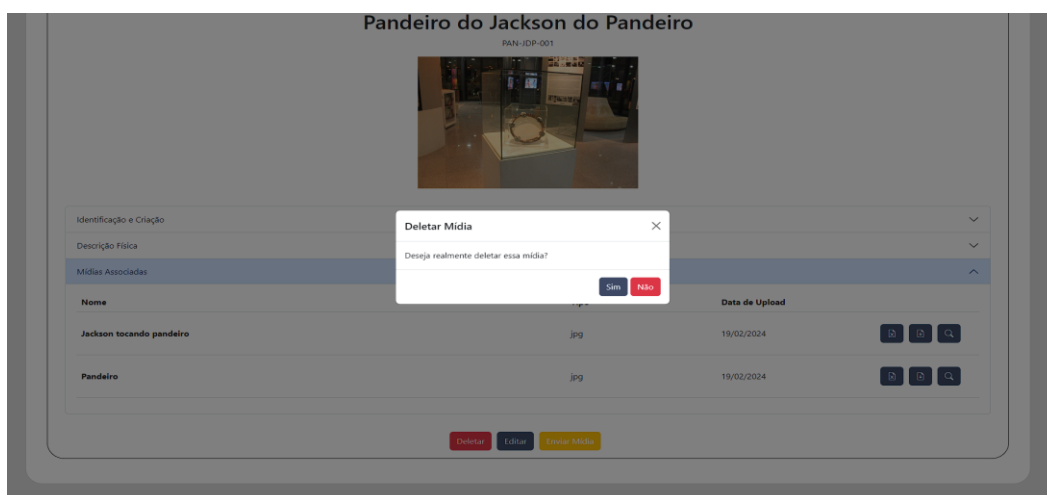 Pandeiro do Jackson do Pandeiro
PAN-JDP-001
Identificação e Criação
Descrição Física
Mídias Associadas
Deletar Mídia
Deseja realmente deletar essa mídia?
Sim Não
Nome Data de Upload
Jackson tocando pandeiro jpg 19/02/2024
Pandeiro jpg 19/02/2024
Deletar Editar Enviar Mídia